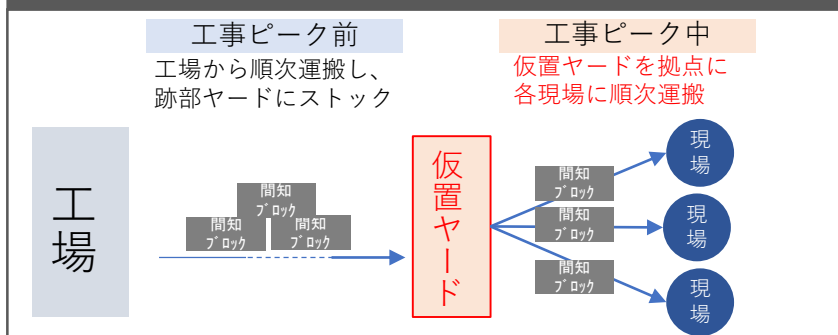 工事ピーク前
工場から順次運搬し、
跡部ヤードにストック
工事ピーク中
仮置ヤードを拠点に
各現場に順次運搬
工場
間知
ブロック
間知
ブロック
間知
ブロック
仮置ヤード
間知
ブロック
間知
ブロック
間知
ブロック
現場
現場
現場